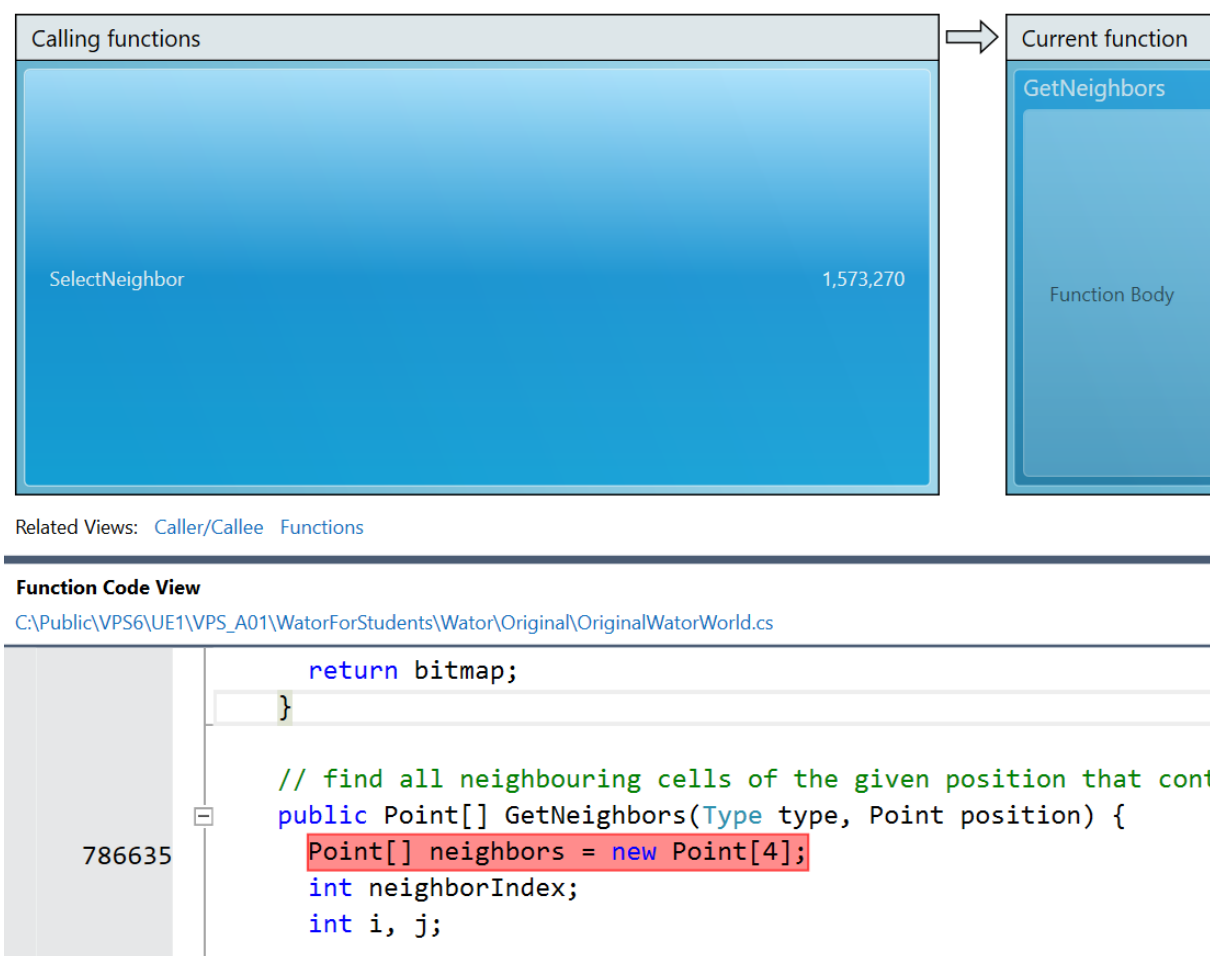 Calling functions
Current function
GetNeighbors
SelectNeighbor 1,573,270
Function Body
Related Views: Caller/Callee Functions
Function Code View
C:\Public\VPS6\UE1\VPS_A01\WatorForStudents\Wator\Original\OriginalWatorWorld.cs
return bitmap;
}
// find all neighbouring cells of the given position that cont
public Point[] GetNeighbors(Type type, Point position) {
786635 Point[] neighbors = new Point[4];
int neighborIndex;
int i, j;